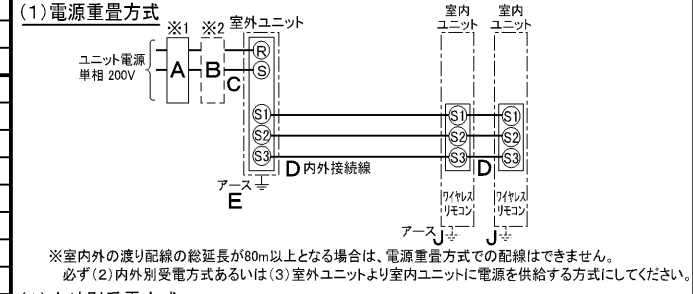 (1)電源重畳方式
※1 ※2 室外ユニット
室内 室内
ユニット ユニット
ユニット電源
単相 200V
A B C
R
S
S1 S1 S1
S2 S2 S2
S3 S3 S3
D 内外接続線 D
アース
E
ワイヤレス ワイヤレス
リモコン リモコン
アース J J
※室内外の渡り配線の総延長が80m以上となる場合は、電源重畳方式での配線はできません。
必ず(2)内外別受電方式あるいは(3)室外ユニットより室内ユニットに電源を供給する方式にしてください。